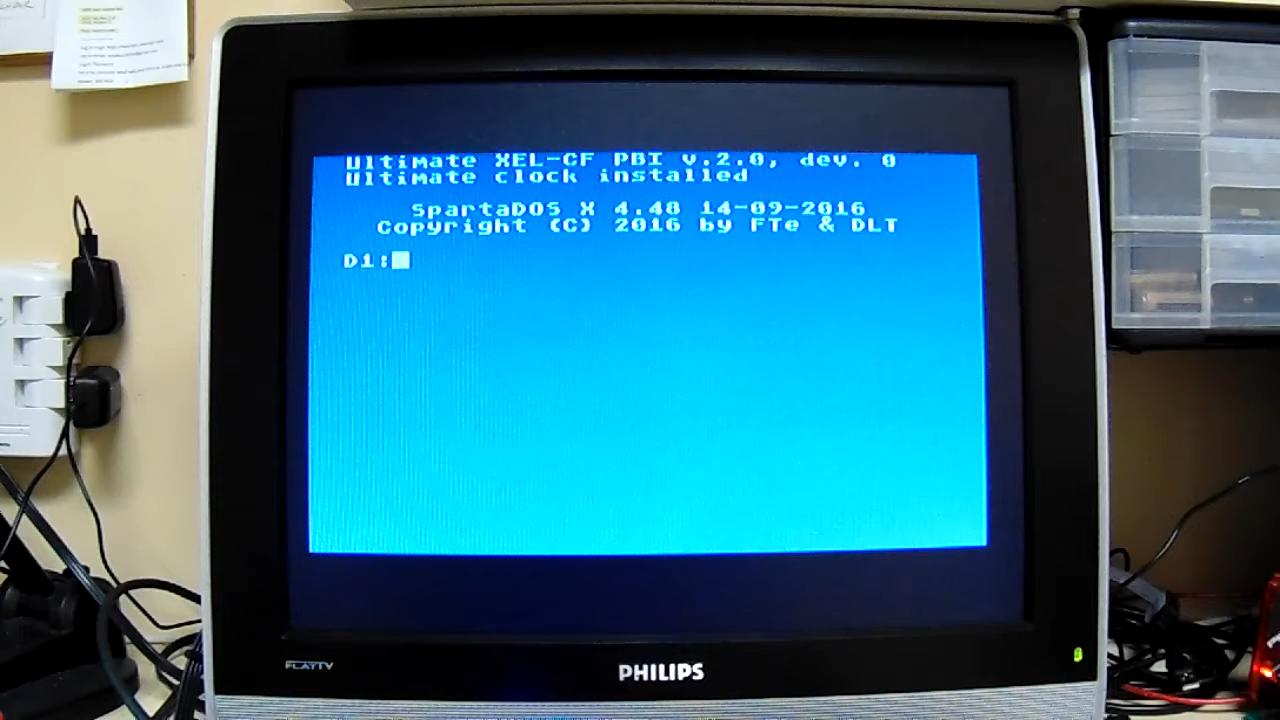 Ultimate XEL-CF PBI v.2.0, dev. 0
Ultimate clock installed
SpartaDOS X 4.48 14-09-2016
Copyright (C) 2016 by FTe & DLT
D1:
FLATTV
PHILIPS